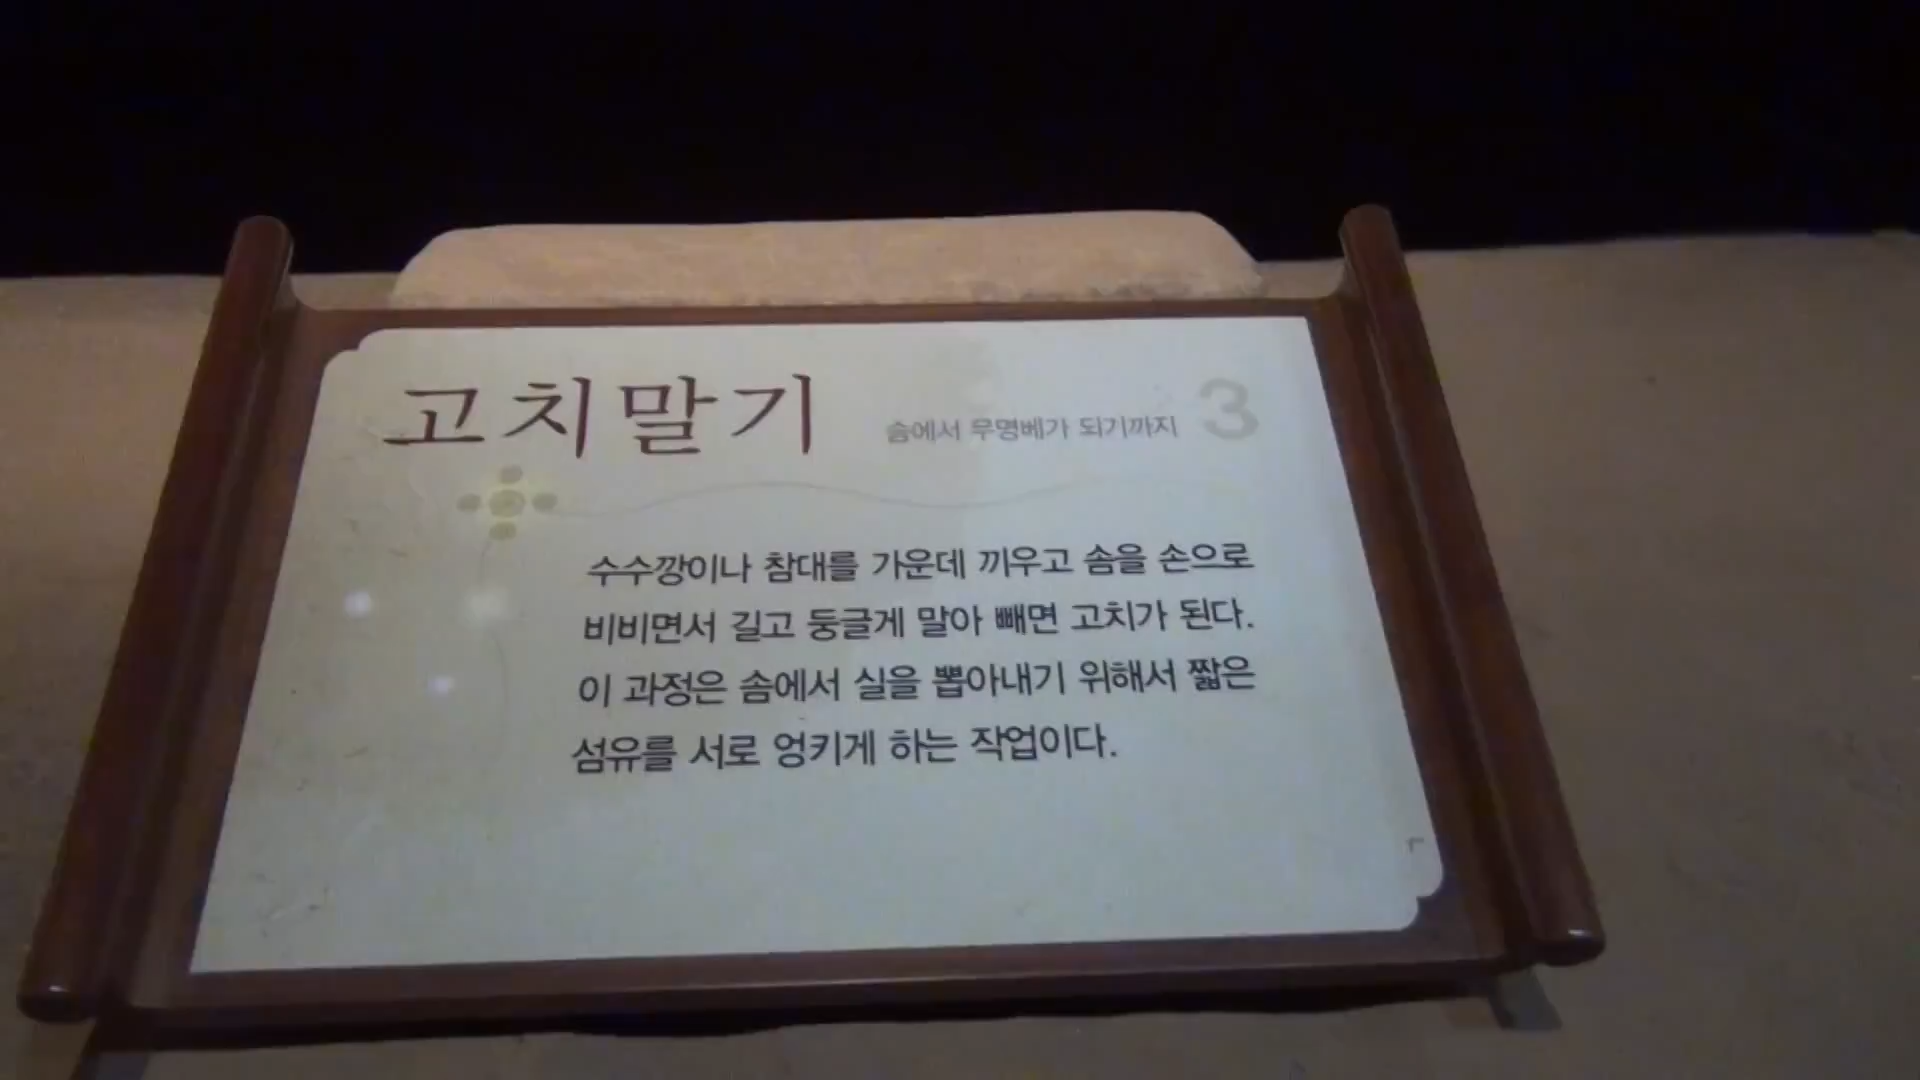 고치말기
솜에서 무명베가 되기까지 3
수수깡이나 참대를 가운데 끼우고 솜을 손으로
비비면서 길고 둥글게 말아 빼면 고치가 된다.
이 과정은 솜에서 실을 뽑아내기 위해서 짧은
섬유를 서로 엉키게 하는 작업이다.